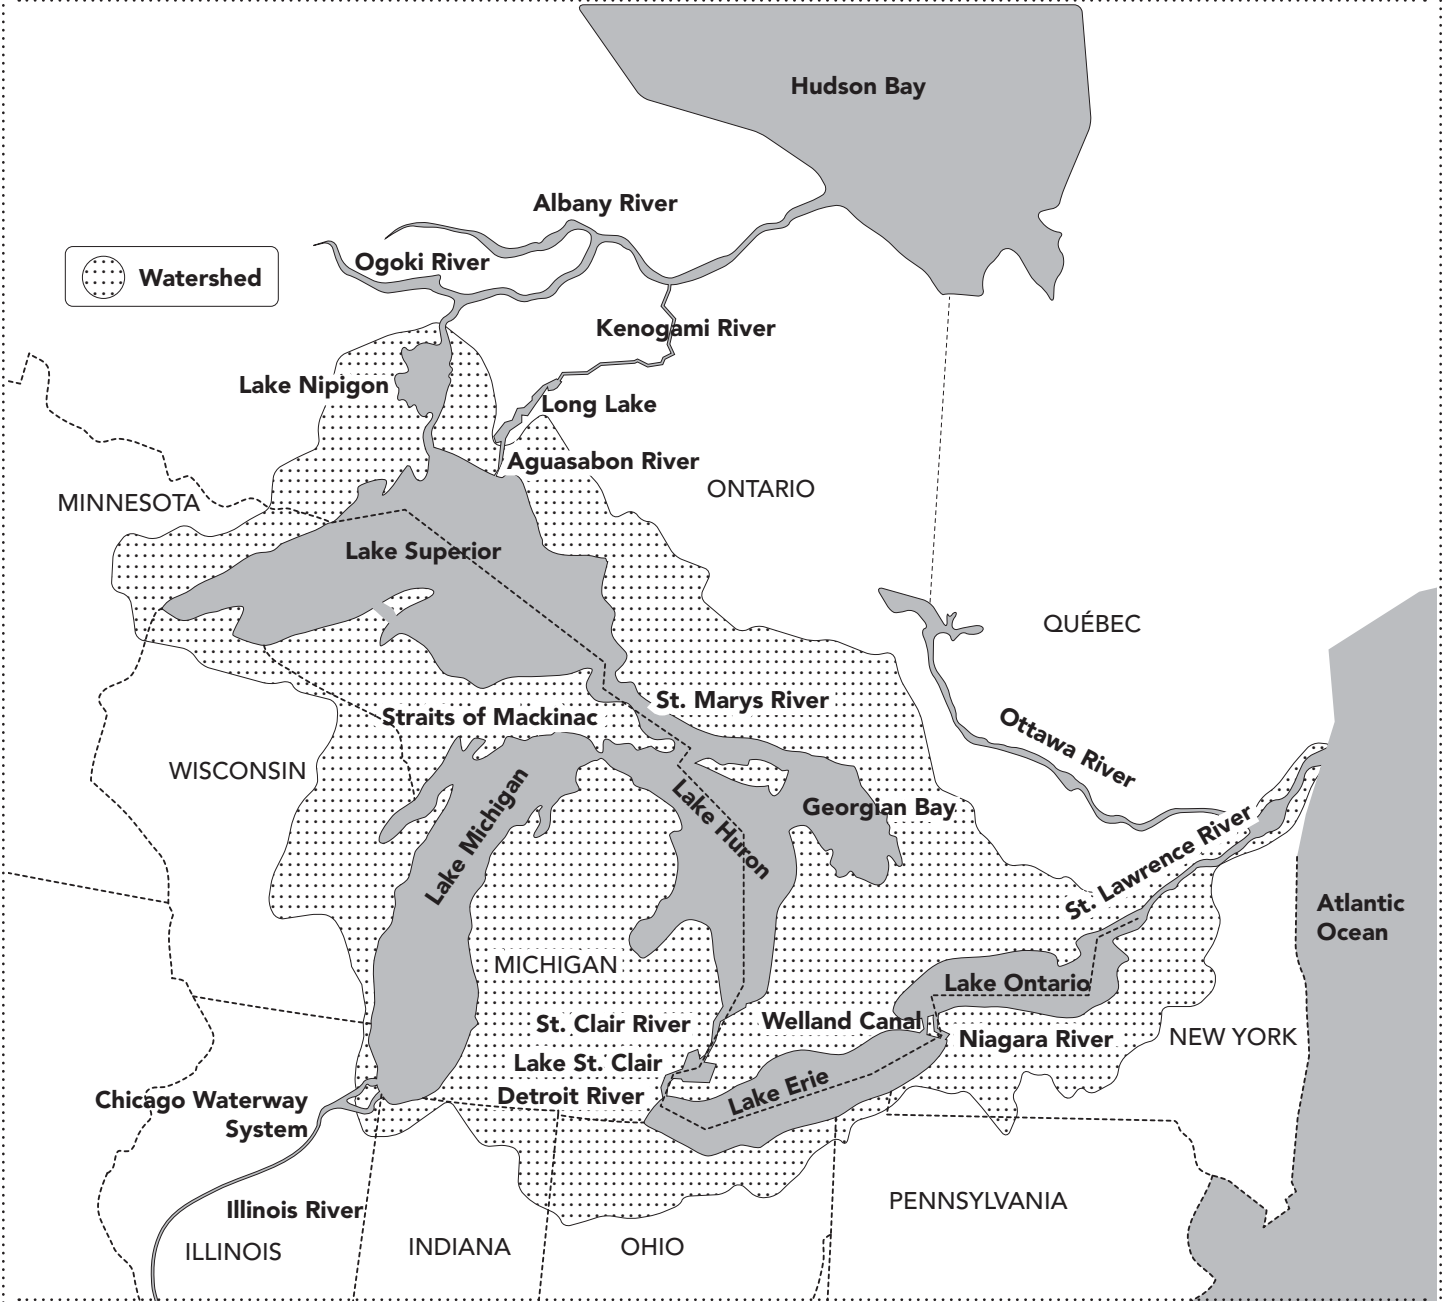 Hudson Bay
Albany River
Ogoki River
Watershed
Kenogami River
Lake Nipigon
Long Lake
Aguasabon River
ONTARIO
MINNESOTA
Lake Superior
QUÉBEC
St. Marys River
Straits of Mackinac
Ottawa River
WISCONSIN
Lake Michigan
Lake Huron
Georgian Bay
St. Lawrence River
Atlantic
Ocean
MICHIGAN
Lake Ontario
St. Clair River
Welland Canal
Niagara River
NEW YORK
Lake St. Clair
Detroit River
Lake Erie
Chicago Waterway
System
PENNSYLVANIA
Illinois River
ILLINOIS
INDIANA
OHIO